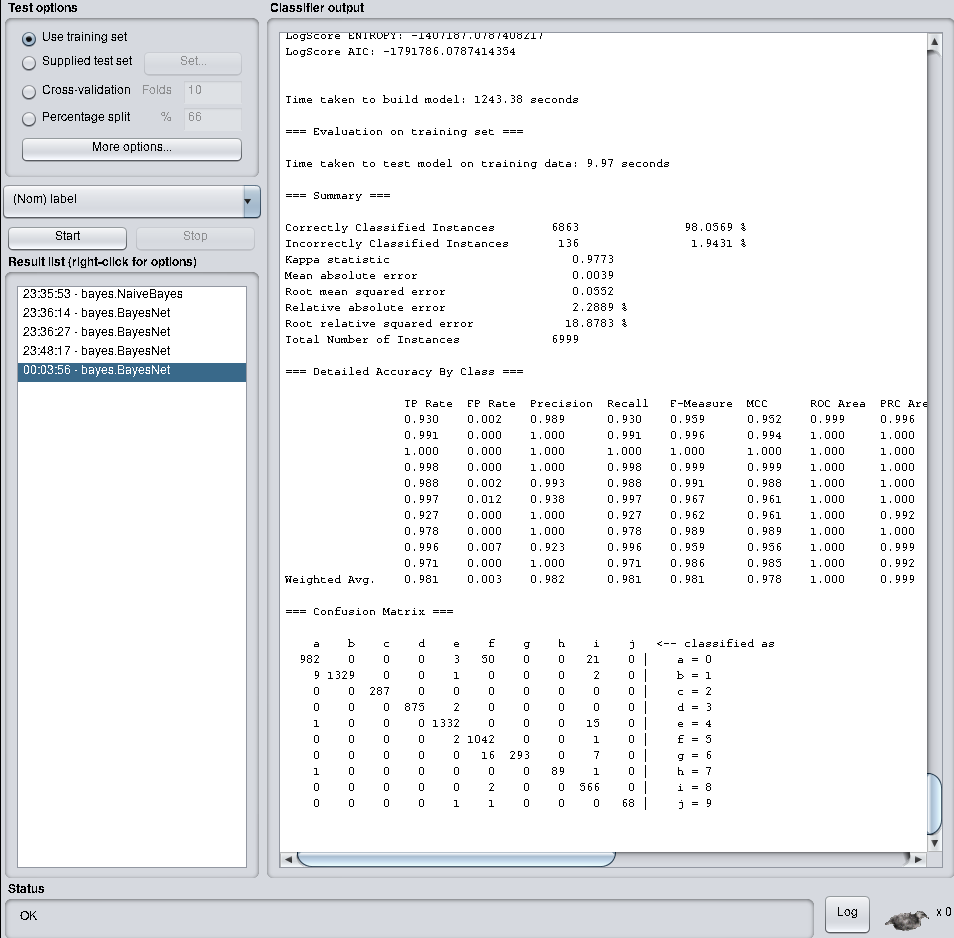 Test options
Use training set
Supplied test set Set...
Cross-validation Folds 10
Percentage split % 66
More options...
(Nom) label
Start Stop
Result list (right-click for options)
23:35:53 - bayes.NaiveBayes
23:36:14 - bayes.BayesNet
23:36:27 - bayes.BayesNet
23:48:17 - bayes.BayesNet
00:03:56 - bayes.BayesNet
Classifier output
LogScore ENTROPY: -1407187.0787408217
LogScore AIC: -1791786.0787414354
Time taken to build model: 1243.38 seconds
=== Evaluation on training set ===
Time taken to test model on training data: 9.97 seconds
=== Summary ===
Correctly Classified Instances 6863 98.0569 %
Incorrectly Classified Instances 136 1.9431 %
Kappa statistic 0.9773
Mean absolute error 0.0039
Root mean squared error 0.0552
Relative absolute error 2.2889 %
Root relative squared error 18.8783 %
Total Number of Instances 6999
=== Detailed Accuracy By Class ===
TP Rate FP Rate Precision Recall F-Measure MCC ROC Area PRC Are
0.930 0.002 0.989 0.930 0.959 0.952 0.999 0.996
0.991 0.000 1.000 0.991 0.996 0.994 1.000 1.000
1.000 0.000 1.000 1.000 1.000 1.000 1.000 1.000
0.998 0.000 1.000 0.998 0.999 0.999 1.000 1.000
0.988 0.002 0.993 0.988 0.991 0.988 1.000 1.000
0.997 0.012 0.938 0.997 0.967 0.961 1.000 1.000
0.927 0.000 1.000 0.927 0.962 0.961 1.000 0.992
0.978 0.000 1.000 0.978 0.989 0.989 1.000 1.000
0.996 0.007 0.923 0.996 0.959 0.956 1.000 0.999
0.971 0.000 1.000 0.971 0.986 0.985 1.000 0.992
Weighted Avg. 0.981 0.003 0.982 0.981 0.981 0.978 1.000 0.999
=== Confusion Matrix ===
a b c d e f g h i j <-- classified as
982 0 0 0 3 50 0 0 21 0 | a = 0
9 1329 0 0 1 0 0 0 2 0 | b = 1
0 0 287 0 0 0 0 0 0 0 | c = 2
0 0 0 875 2 0 0 0 0 0 | d = 3
1 0 0 0 1332 0 0 0 15 0 | e = 4
0 0 0 0 2 1042 0 0 1 0 | f = 5
0 0 0 0 0 16 293 0 7 0 | g = 6
1 0 0 0 0 0 0 89 1 0 | h = 7
0 0 0 0 0 2 0 0 566 0 | i = 8
0 0 0 0 1 1 0 0 0 68 | j = 9
Status
OK
Log
x 0